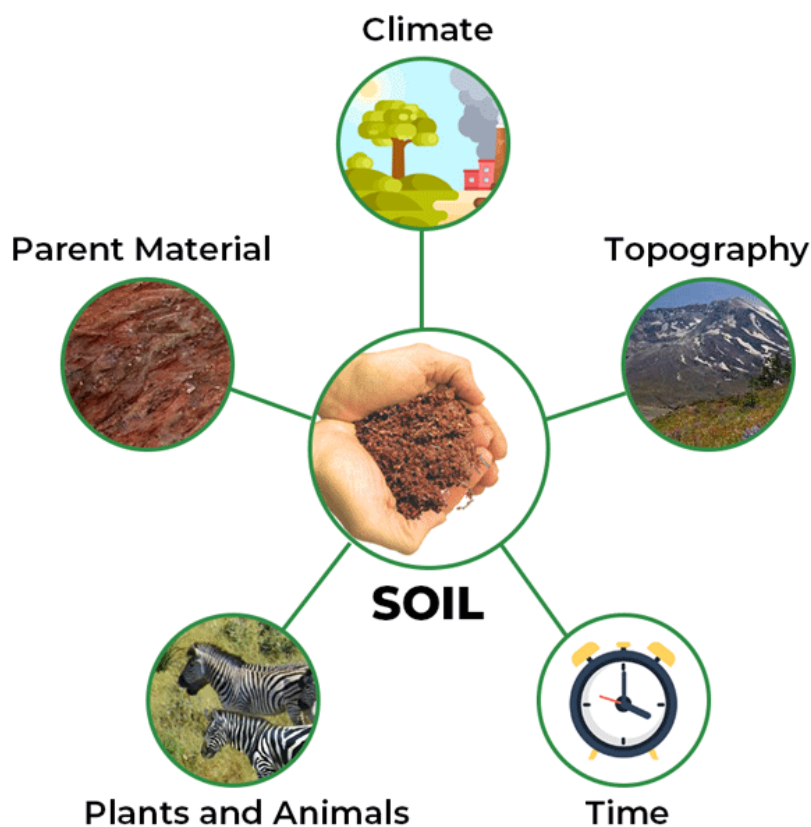 Climate
Parent Material
Topography
SOIL
Plants and Animals
Time